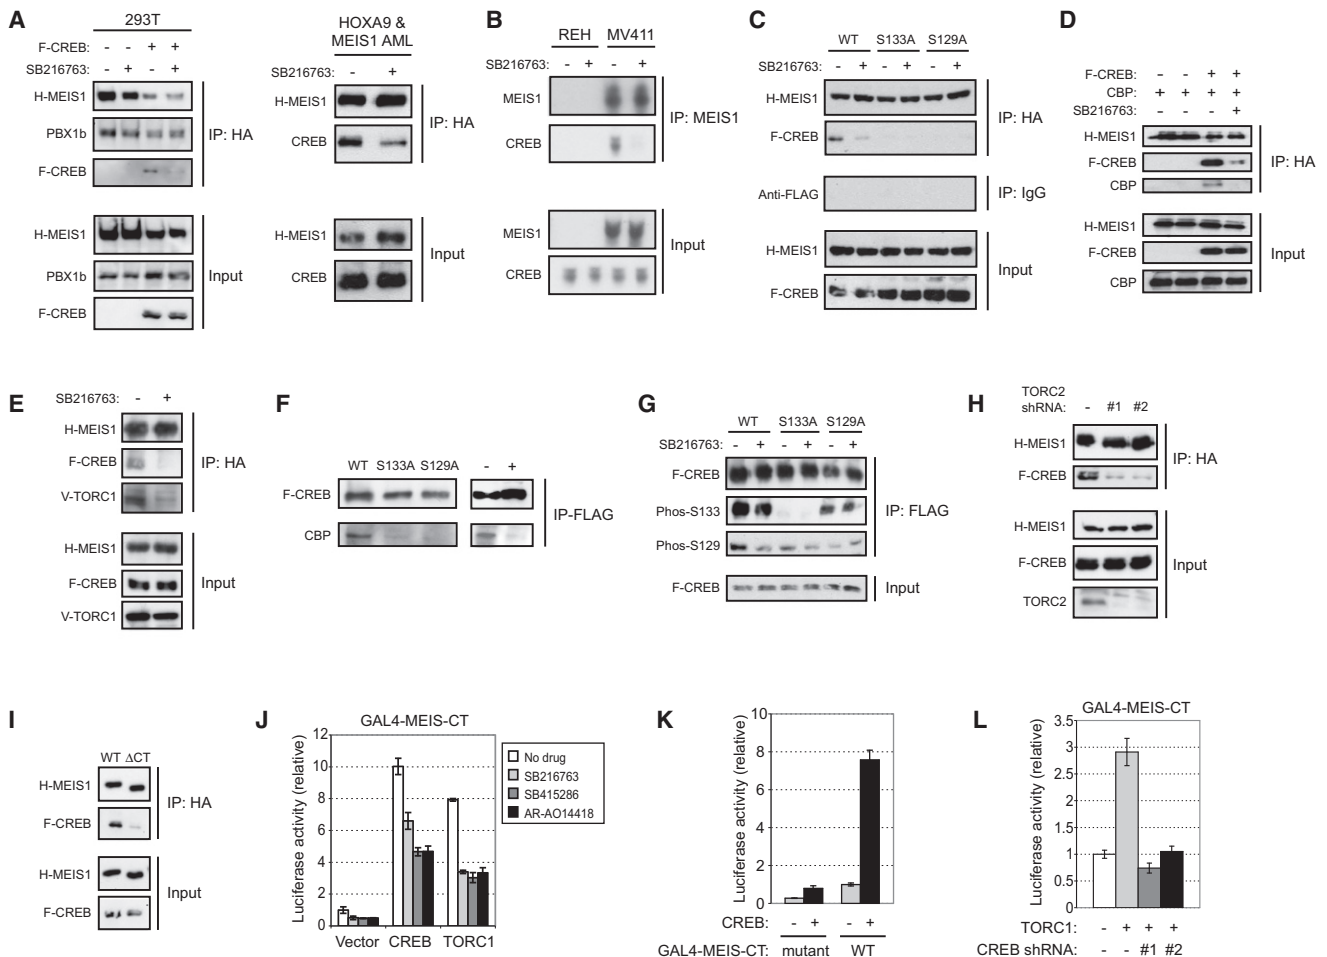 A
293T
F-CREB: - - + +
SB216763: - + - +
H-MEIS1
PBX1b
F-CREB
IP: HA
H-MEIS1
PBX1b
F-CREB
Input
HOXA9 &
MEIS1 AML
SB216763: - +
H-MEIS1
CREB
IP: HA
H-MEIS1
CREB
Input
B
REH MV411
SB216763: - + - +
MEIS1
CREB
IP: MEIS1
MEIS1
CREB
Input
C
WT S133A S129A
SB216763: - + - + - +
H-MEIS1
F-CREB
IP: HA
Anti-FLAG
IP: IgG
H-MEIS1
F-CREB
Input
D
F-CREB: - - + +
CBP: + + + +
SB216763: - - - +
H-MEIS1
F-CREB
CBP
IP: HA
H-MEIS1
F-CREB
CBP
Input
E
SB216763: - +
H-MEIS1
F-CREB
V-TORC1
IP: HA
H-MEIS1
F-CREB
V-TORC1
Input
F
WT S133A S129A - +
F-CREB
CBP
IP-FLAG
G
WT S133A S129A
SB216763: - + - + - +
F-CREB
Phos-S133
Phos-S129
IP: FLAG
F-CREB
Input
H
TORC2
shRNA: - #1 #2
H-MEIS1
F-CREB
IP: HA
H-MEIS1
F-CREB
TORC2
Input
I
WT ΔCT
H-MEIS1
F-CREB
IP: HA
H-MEIS1
F-CREB
Input
J
GAL4-MEIS-CT
Luciferase activity (relative)
12
10
8
6
4
2
0
Vector CREB TORC1
No drug
SB216763
SB415286
AR-AO14418
K
Luciferase activity (relative)
10
8
6
4
2
0
CREB: - + - +
GAL4-MEIS-CT: mutant WT
L
GAL4-MEIS-CT
Luciferase activity (relative)
3.5
3
2.5
2
1.5
1
0.5
0
TORC1: - + + +
CREB shRNA: - - #1 #2